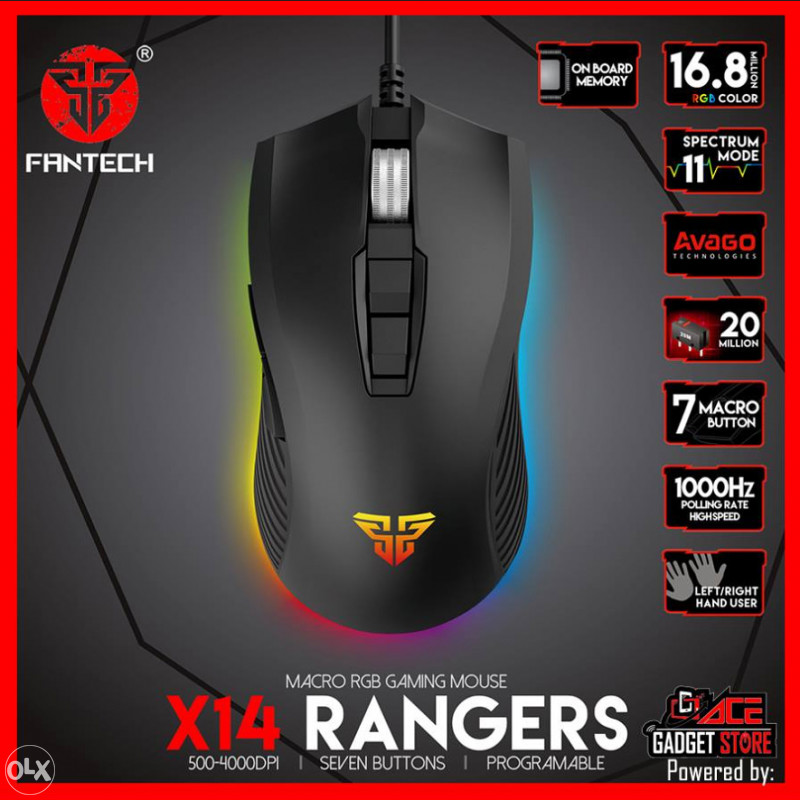 ®
FANTECH
ON BOARD
MEMORY
16.8 MILLION
RGB COLOR
SPECTRUM
11 MODE
AVAGO
TECHNOLOGIES
20
MILLION
7 MACRO
BUTTON
1000Hz
POLLING RATE
HIGHSPEED
LEFT/RIGHT
HAND USER
MACRO RGB GAMING MOUSE
X14 RANGERS
500-4000DPI | SEVEN BUTTONS | PROGRAMABLE
ACE
GADGET STORE
Powered by:
OLX